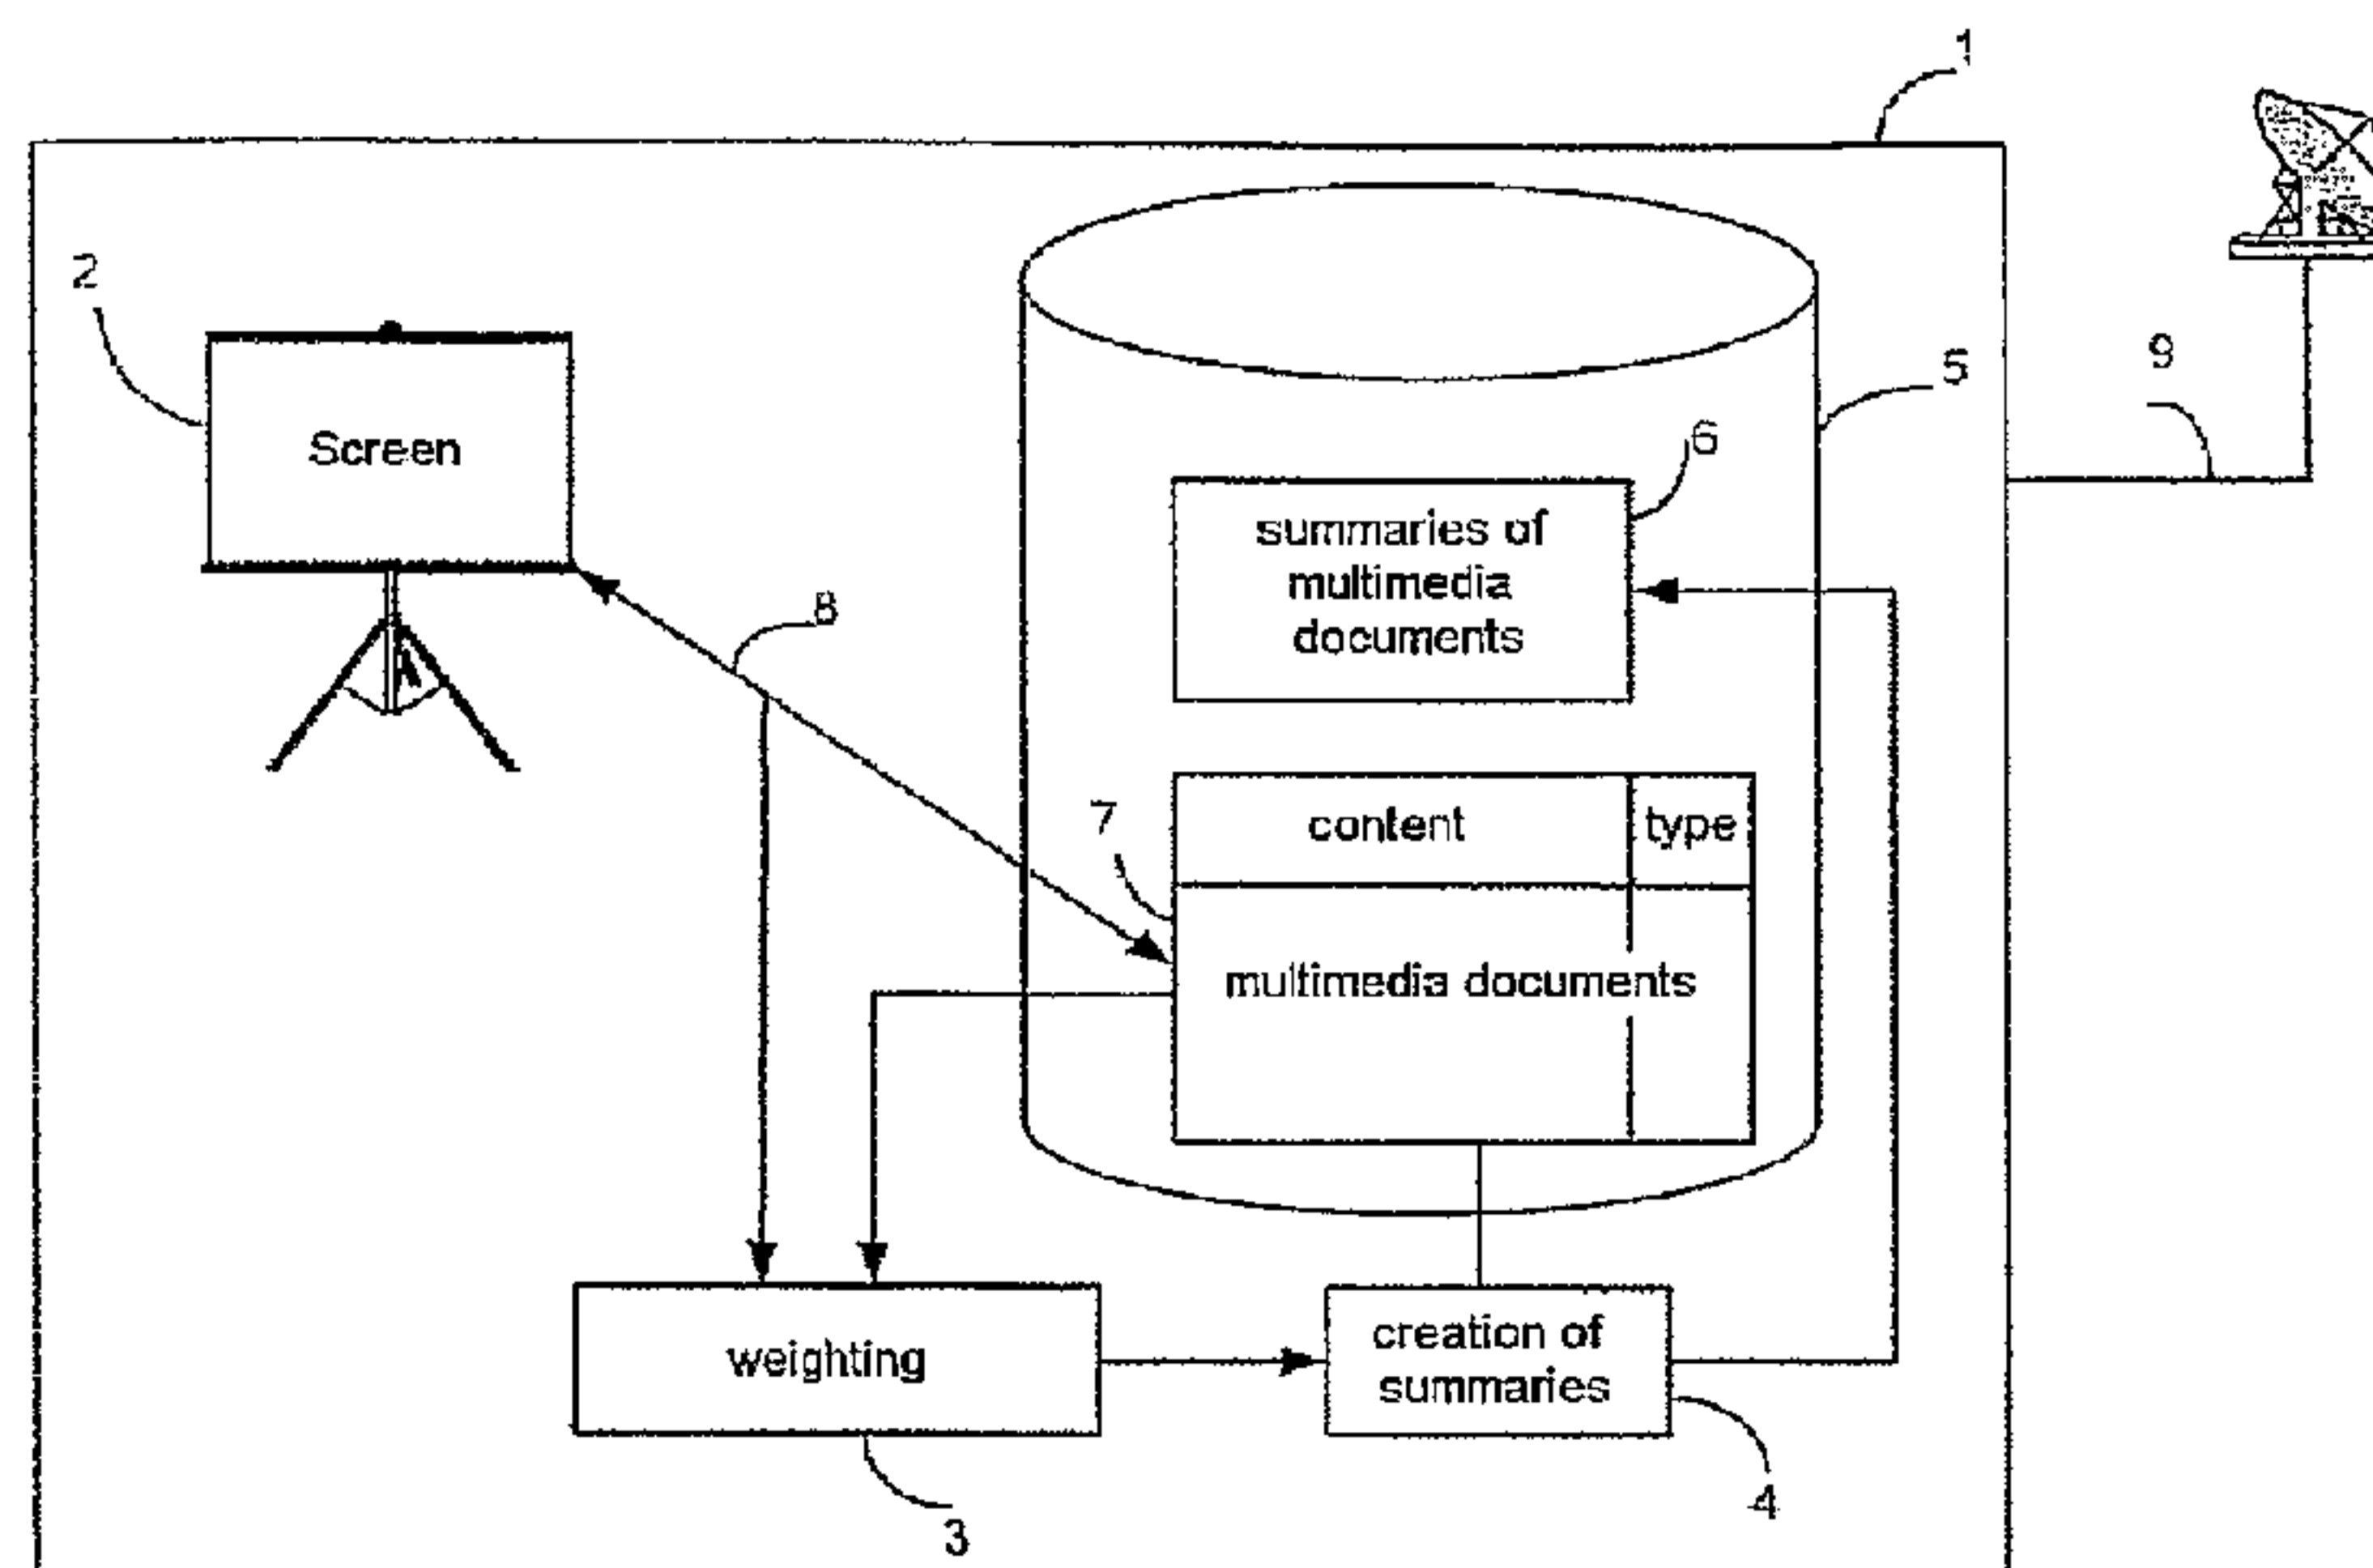 1
2
9
5
Screen
6
summaries of
multimedia
documents
8
7
content
type
multimedia documents
weighting
creation of
summaries
4
3